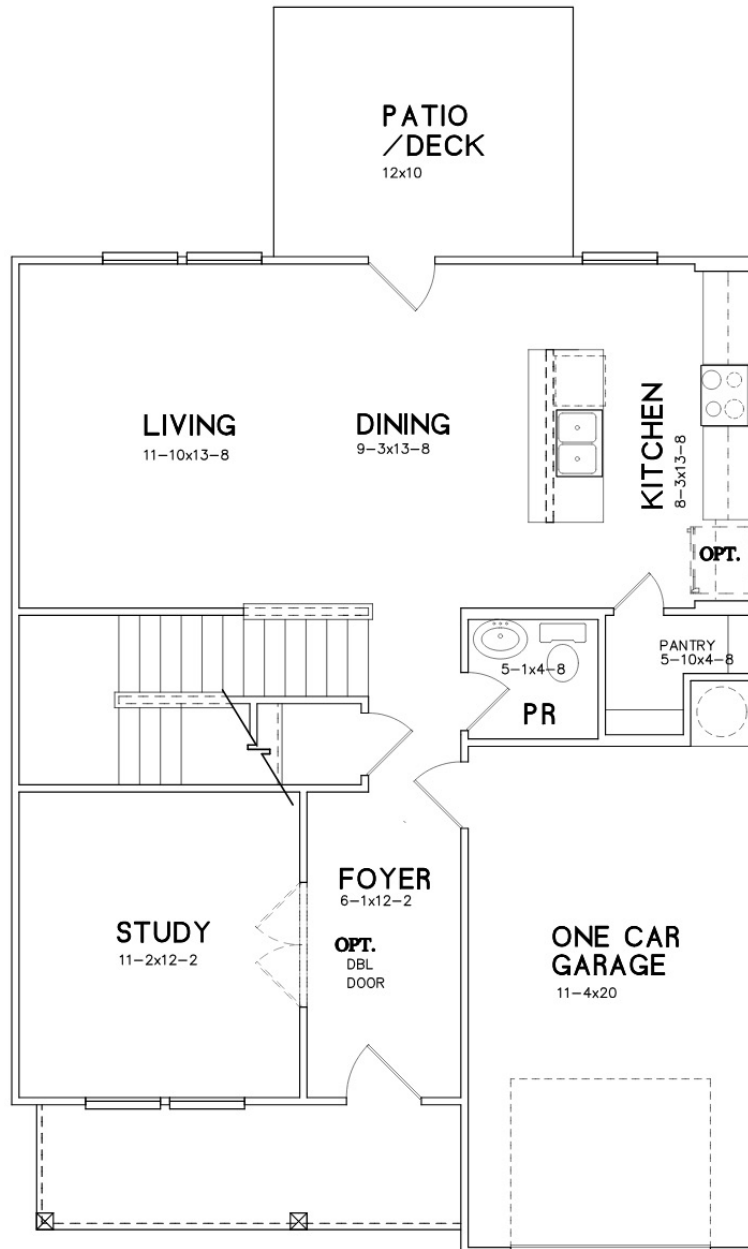 PATIO
/DECK
12x10
LIVING
11-10x13-8
DINING
9-3x13-8
KITCHEN
8-3x13-8
OPT.
PANTRY
5-10x4-8
5-1x4-8
PR
FOYER
6-1x12-2
OPT.
DBL
DOOR
STUDY
11-2x12-2
ONE CAR
GARAGE
11-4x20